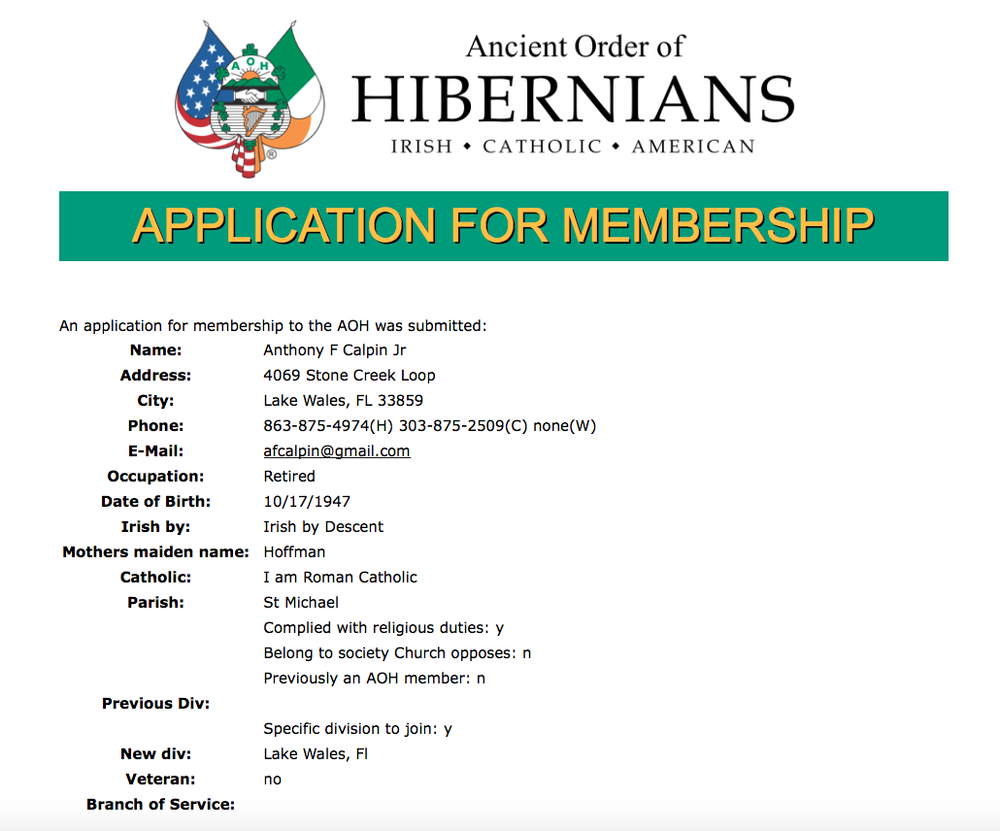 AOH
®
Ancient Order of
HIBERNIANS
IRISH • CATHOLIC • AMERICAN
APPLICATION FOR MEMBERSHIP
An application for membership to the AOH was submitted:
Name: Anthony F Calpin Jr
Address: 4069 Stone Creek Loop
City: Lake Wales, FL 33859
Phone: 863-875-4974(H) 303-875-2509(C) none(W)
E-Mail: afcalpin@gmail.com
Occupation: Retired
Date of Birth: 10/17/1947
Irish by: Irish by Descent
Mothers maiden name: Hoffman
Catholic: I am Roman Catholic
Parish: St Michael
Complied with religious duties: y
Belong to society Church opposes: n
Previously an AOH member: n
Previous Div:
Specific division to join: y
New div: Lake Wales, Fl
Veteran: no
Branch of Service: